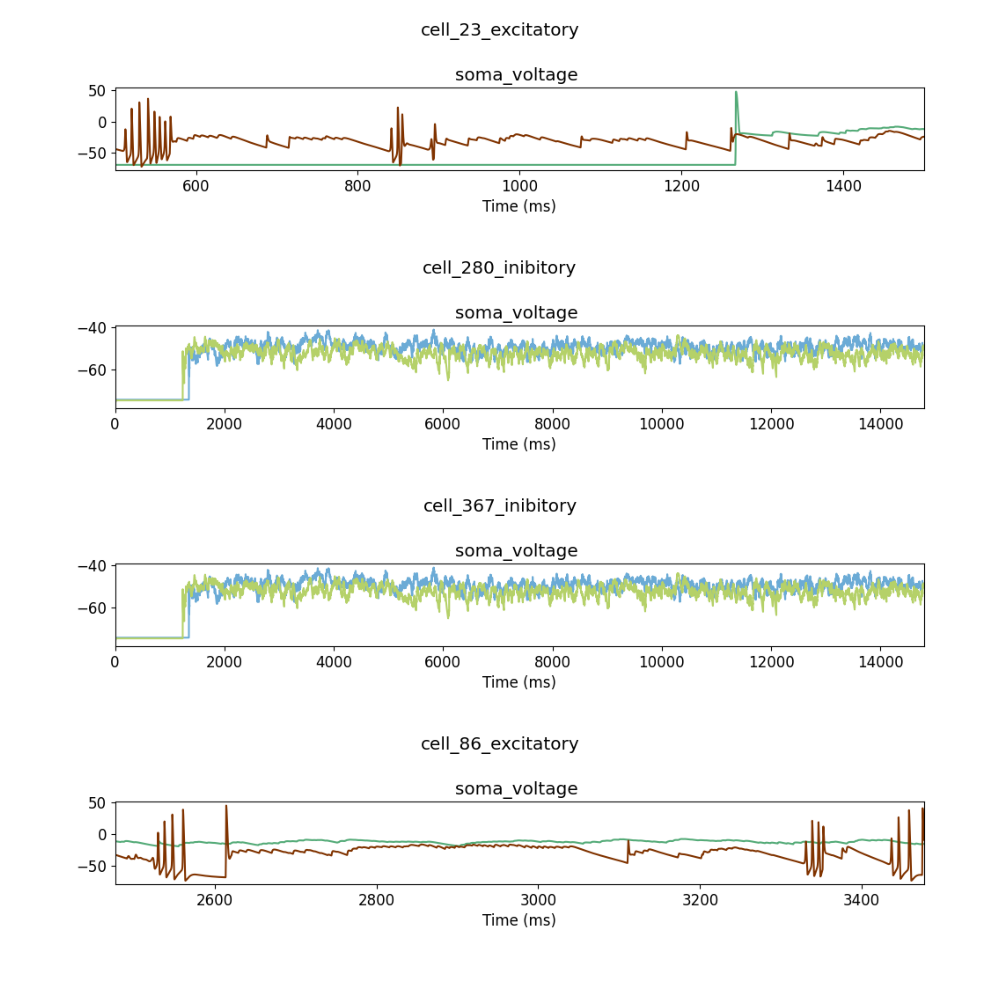 cell_23_excitatory
soma_voltage
50
0
−50
600 800 1000 1200 1400
Time (ms)
cell_280_inibitory
soma_voltage
−40
−60
0 2000 4000 6000 8000 10000 12000 14000
Time (ms)
cell_367_inibitory
soma_voltage
−40
−60
0 2000 4000 6000 8000 10000 12000 14000
Time (ms)
cell_86_excitatory
soma_voltage
50
0
−50
2600 2800 3000 3200 3400
Time (ms)